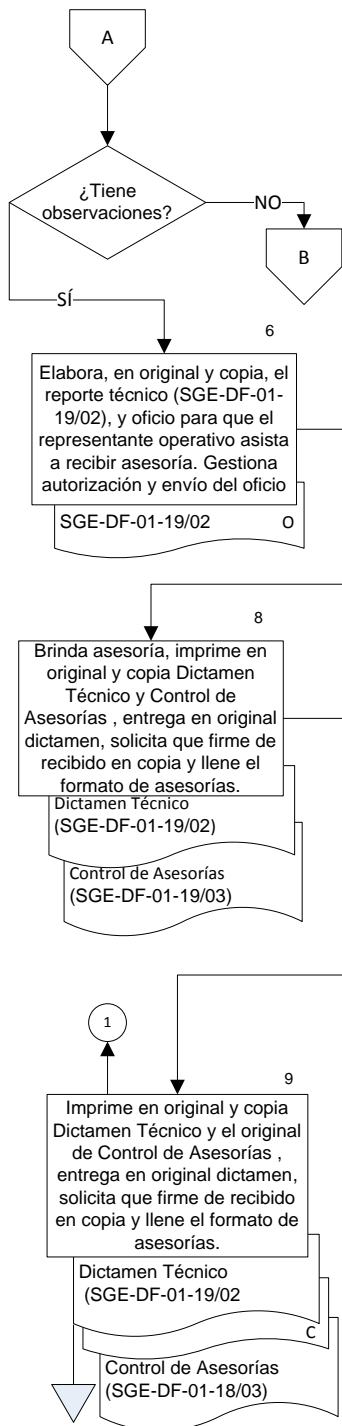 A
¿Tiene
observaciones?
NO
B
SÍ
6
Elabora, en original y copia, el
reporte técnico (SGE-DF-01-
19/02), y oficio para que el
representante operativo asista
a recibir asesoría. Gestiona
autorización y envío del oficio
SGE-DF-01-19/02 O
8
Brinda asesoría, imprime en
original y copia Dictamen
Técnico y Control de
Asesorías , entrega en original
dictamen, solicita que firme de
recibido en copia y llene el
formato de asesorías.
Dictamen Técnico
(SGE-DF-01-19/02)
Control de Asesorías
(SGE-DF-01-19/03)
1
9
Imprime en original y copia
Dictamen Técnico y el original
de Control de Asesorías ,
entrega en original dictamen,
solicita que firme de recibido
en copia y llene el formato de
asesorías.
Dictamen Técnico
(SGE-DF-01-19/02
C
Control de Asesorías
(SGE-DF-01-18/03)